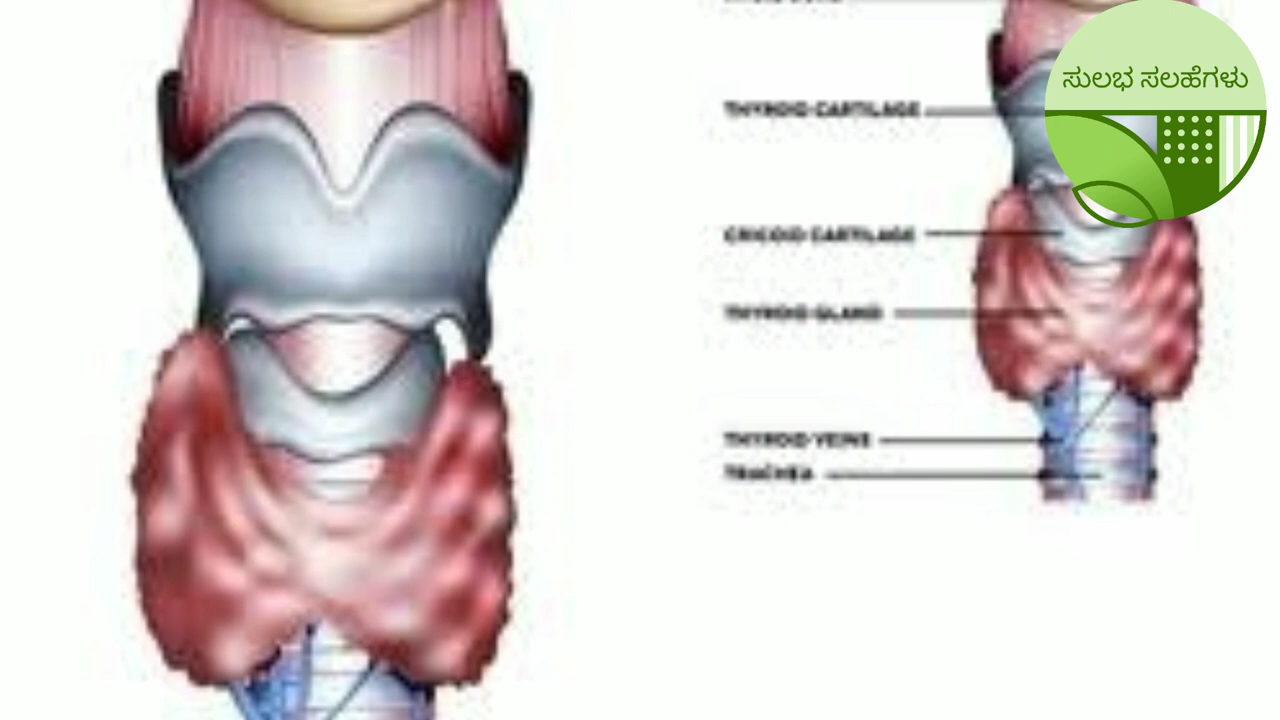 ಸುಲಭ ಸಲಹೆಗಳು
THYROID CARTILAGE
CRICOID CARTILAGE
THYROID GLAND
THYROID VEINS
TRACHEA